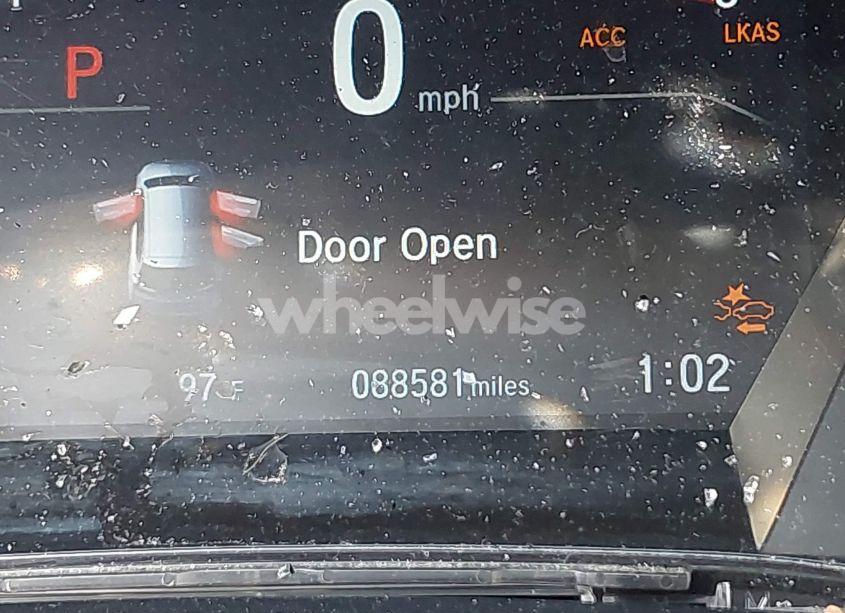 0
ACC
LKAS
P
mph
Door Open
wheelwise
97 F
088581 miles
1:02